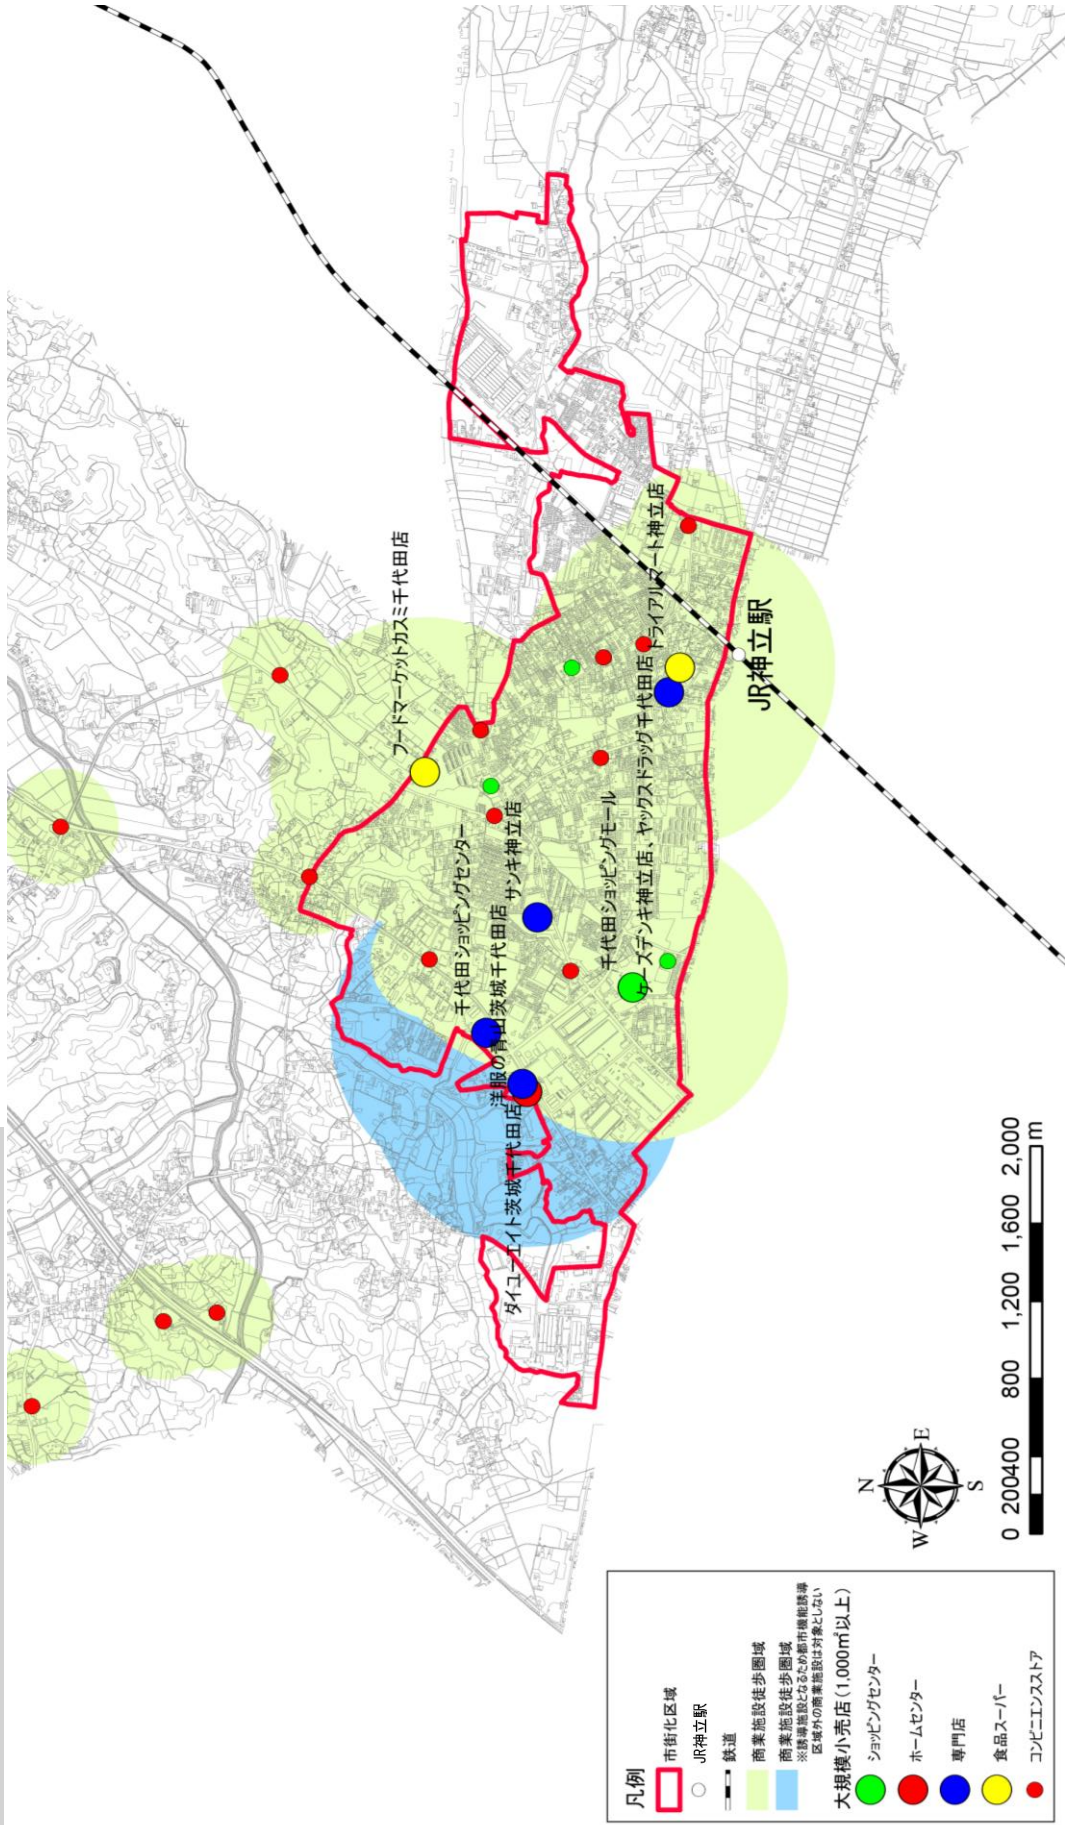 フードマーケットカスミ千代田店
トライアルマート神立店
千代田ショッピングセンター
サンキ神立店
洋服の青山茨城千代田店
ダイユーエイト茨城千代田店
千代田ショッピングモール
ケーズデンキ神立店、ヤックスドラッグ千代田店
JR神立駅
N
W
E
S
0 200400 800 1,200 1,600 2,000
m
凡例
市街化区域
JR神立駅
鉄道
商業施設徒歩圏域
商業施設徒歩圏域
※誘導施設となるため都市機能誘導
区域外の商業施設は対象としない
大規模小売店(1,000㎡以上)
ショッピングセンター
ホームセンター
専門店
食品スーパー
コンビニエンスストア